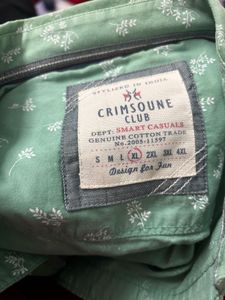 STYLISED IN INDIA
CRIMSOUNE
CLUB
DEPT: SMART CASUALS
GENUINE COTTON TRADE
No.2005-11597
S M L XL 2XL 3XL 4XL
Design for Fun